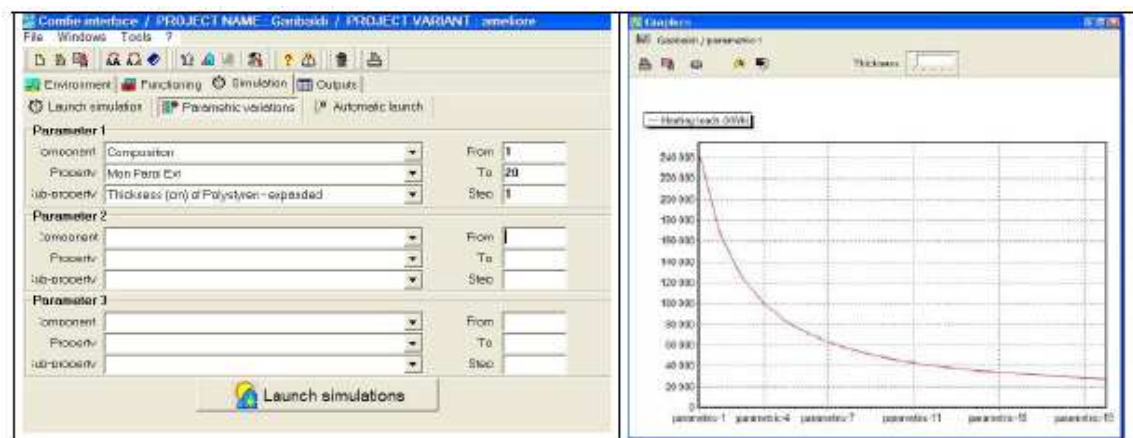 Comfie interface / PROJECT NAME : Garibaldi / PROJECT VARIANT : ameliore
File Windows Tools ?
Environment Functioning Simulation Outputs
Launch simulation Parametric variations Automatic launch
Parameter 1
Component Composition From 1
Property Mon Paroi Ext To 20
Sub-property Thickness (cm) of Polystyren-expanded Step 1
Parameter 2
Component From
Property To
Sub-property Step
Parameter 3
Component From
Property To
Sub-property Step
Launch simulations
Graphics
Garibaldi / parametric-1
Thickness
Heating loads (kWh)
240 000
220 000
200 000
180 000
160 000
140 000
120 000
100 000
80 000
60 000
40 000
20 000
0
parametric-1 parametric-4 parametric-7 parametric-11 parametric-15 parametric-19